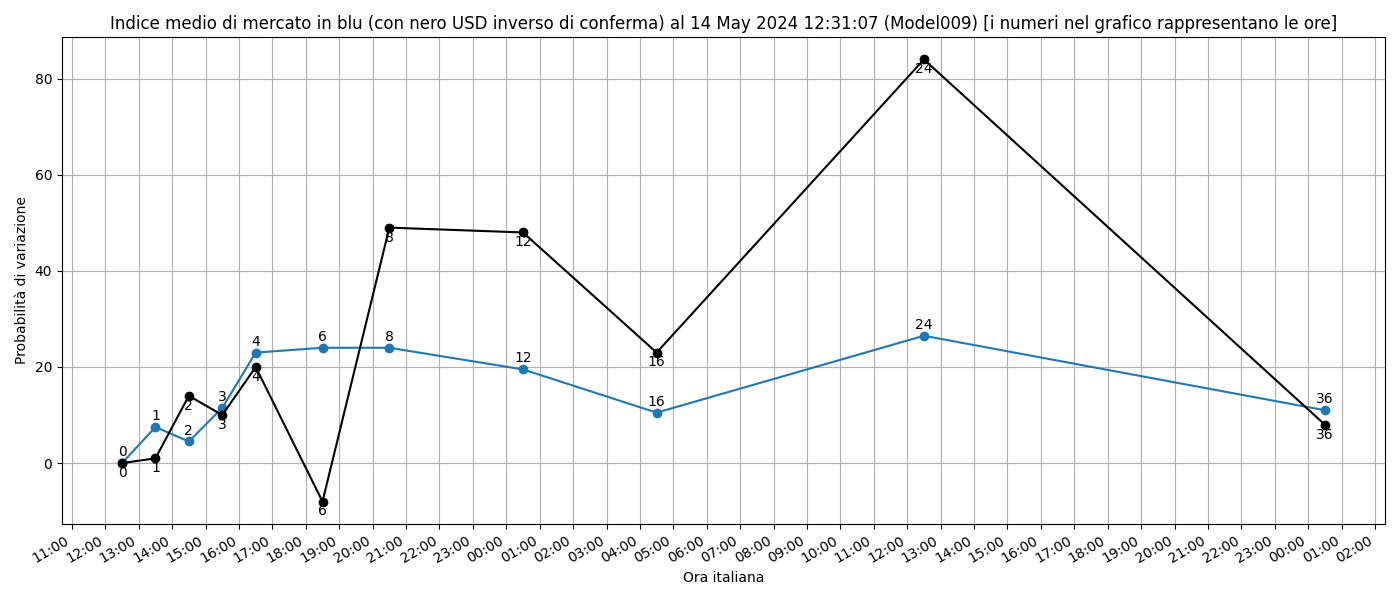 Indice medio di mercato in blu (con nero USD inverso di conferma) al 14 May 2024 12:31:07 (Model009) [i numeri nel grafico rappresentano le ore]
Probabilità di variazione
80
60
40
20
0
0 1 2 3 4 6 8 12 16 24 36
0 1 2 3 4 6 8 12 16 24 36
11:00 12:00 13:00 14:00 15:00 16:00 17:00 18:00 19:00 20:00 21:00 22:00 23:00 00:00 01:00 02:00 03:00 04:00 05:00 06:00 07:00 08:00 09:00 10:00 11:00 12:00 13:00 14:00 15:00 16:00 17:00 18:00 19:00 20:00 21:00 22:00 23:00 00:00 01:00 02:00
Ora italiana